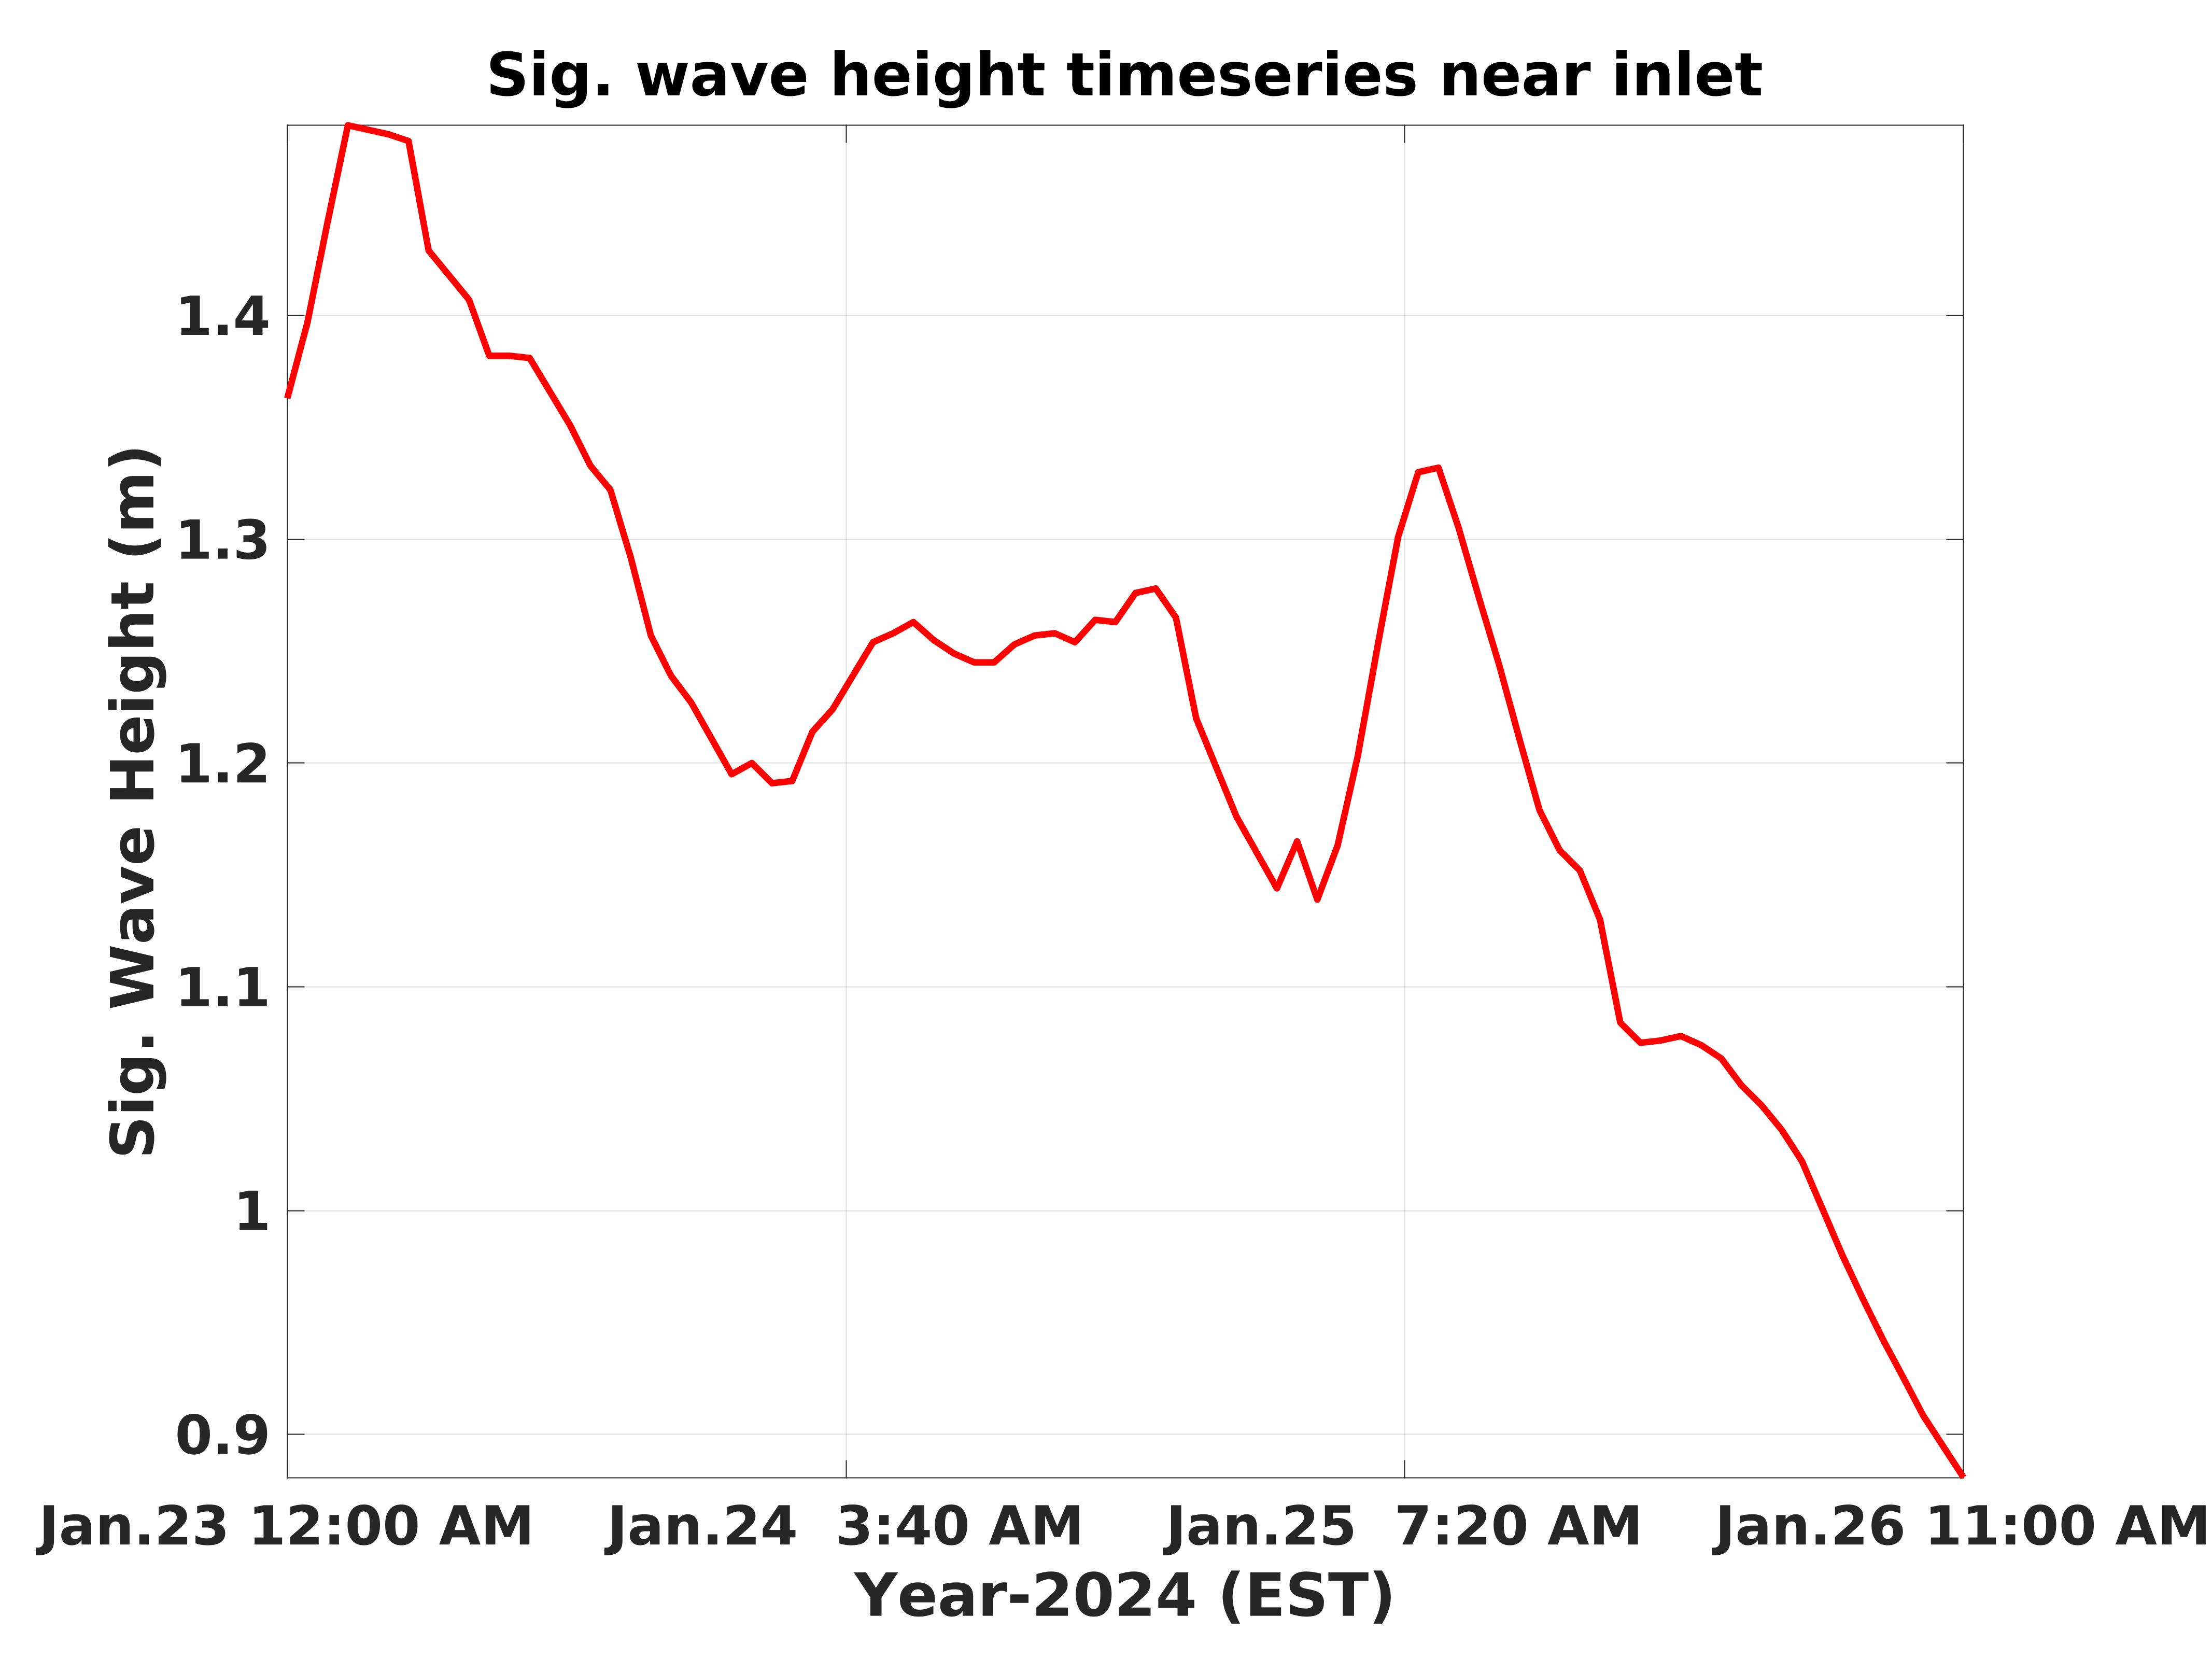 Sig. wave height timeseries near inlet
Sig. Wave Height (m)
1.4
1.3
1.2
1.1
1
0.9
Jan.23 12:00 AM Jan.24 3:40 AM Jan.25 7:20 AM Jan.26 11:00 AM
Year-2024 (EST)